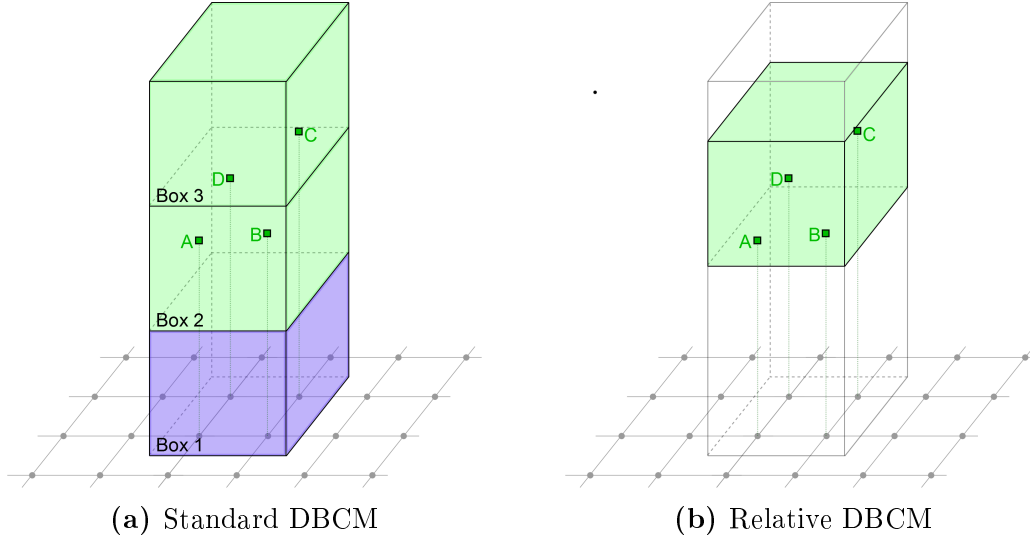 C
D
Box 3
A
B
Box 2
Box 1
(a) Standard DBCM
C
D
A
B
(b) Relative DBCM